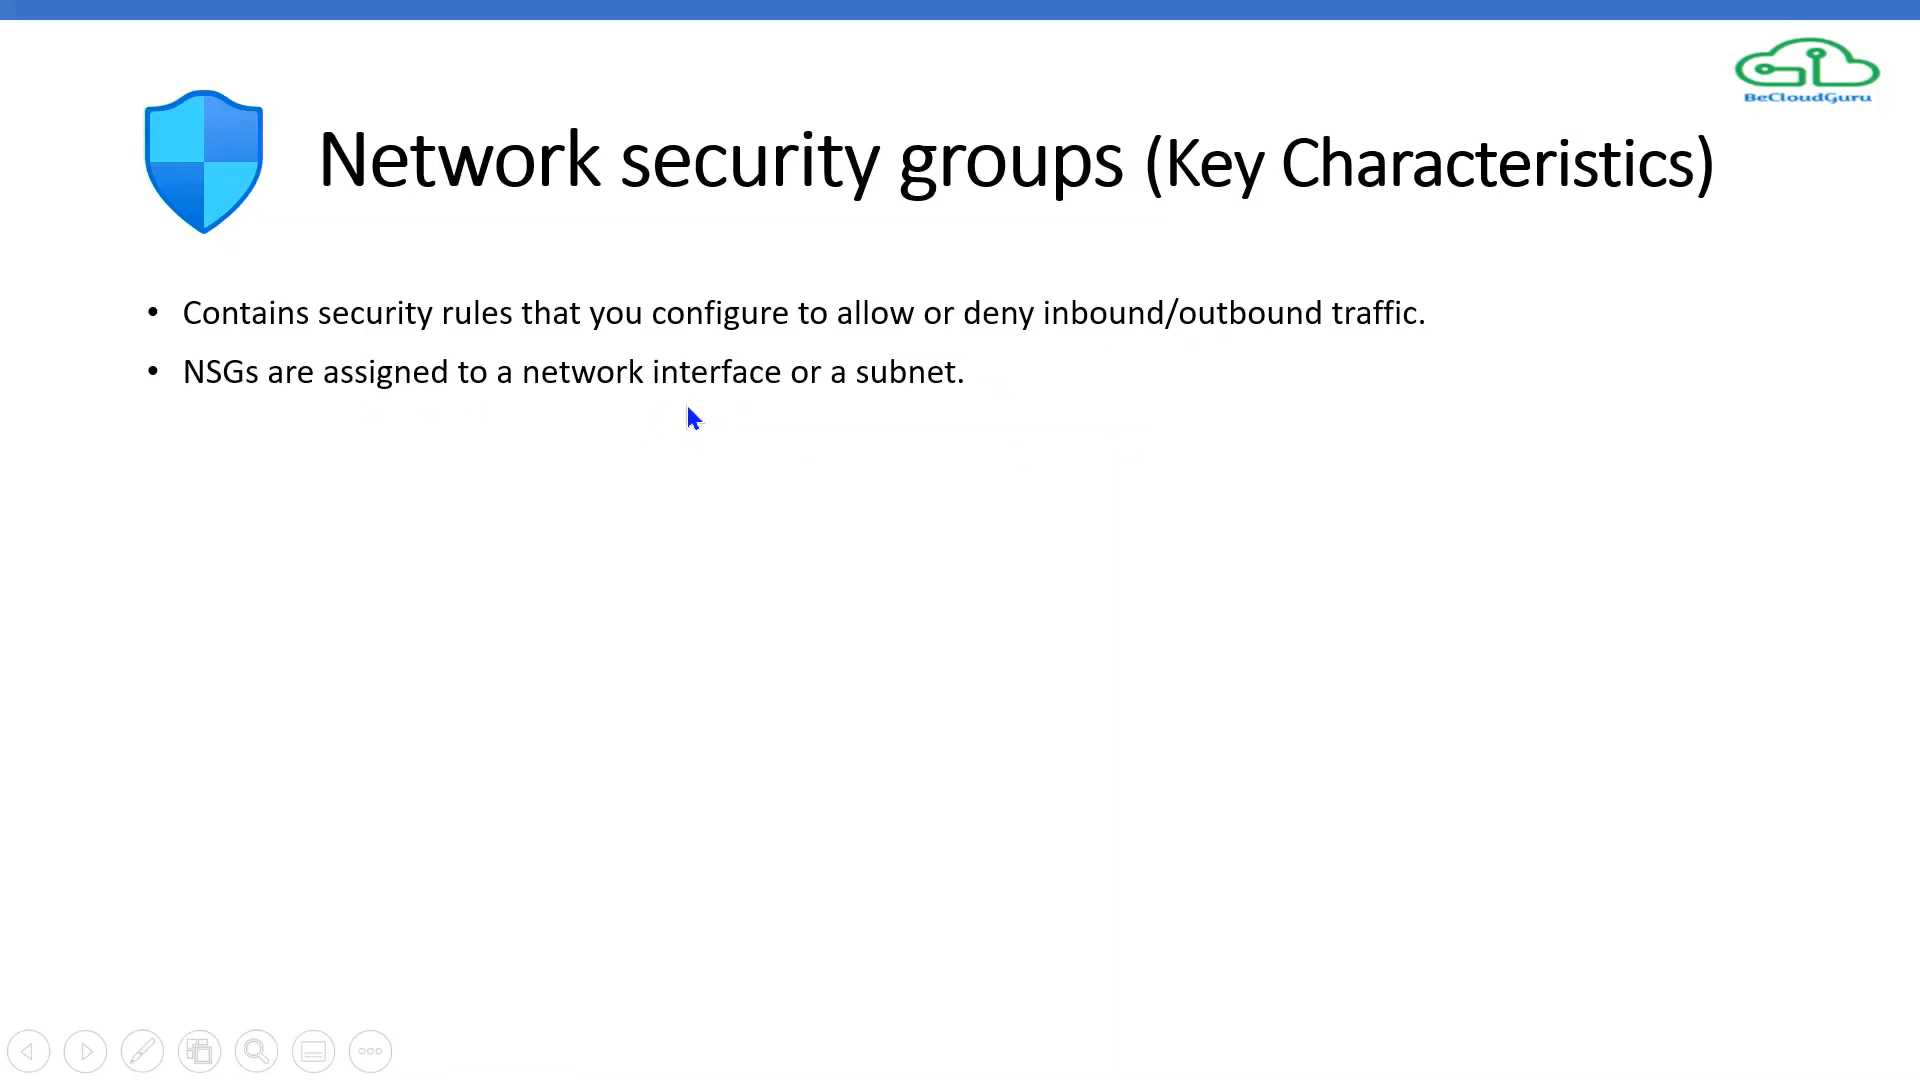 BeCloudGuru
Network security groups (Key Characteristics)
• Contains security rules that you configure to allow or deny inbound/outbound traffic.
• NSGs are assigned to a network interface or a subnet.